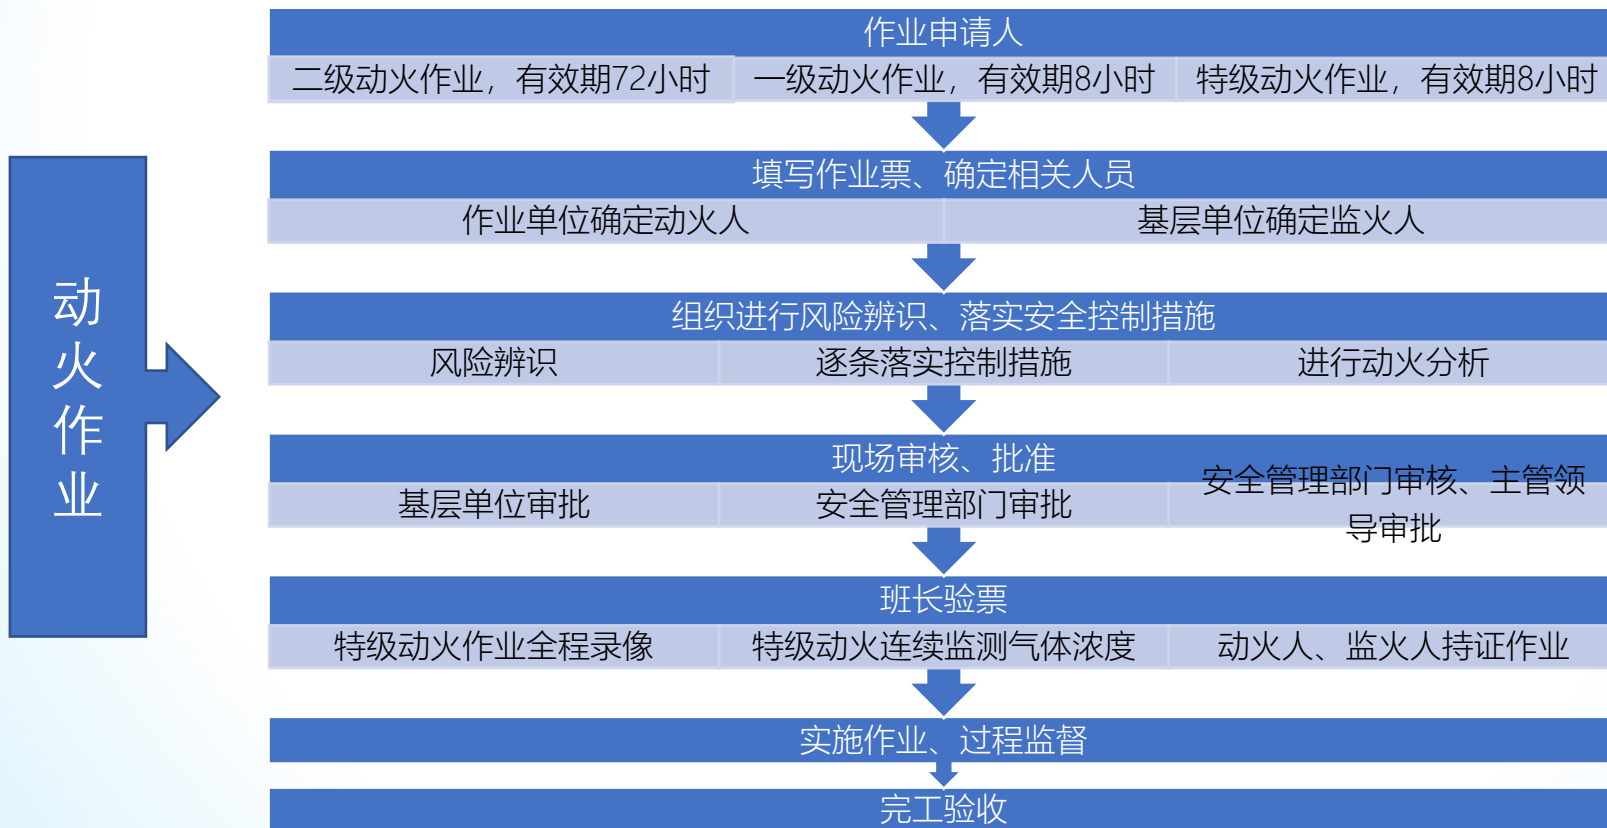 动火作业
作业申请人
二级动火作业，有效期72小时
一级动火作业，有效期8小时
特级动火作业，有效期8小时
填写作业票、确定相关人员
作业单位确定动火人
基层单位确定监火人
组织进行风险辨识、落实安全控制措施
风险辨识
逐条落实控制措施
进行动火分析
现场审核、批准
基层单位审批
安全管理部门审批
安全管理部门审核、主管领
导审批
班长验票
特级动火作业全程录像
特级动火连续监测气体浓度
动火人、监火人持证作业
实施作业、过程监督
完工验收